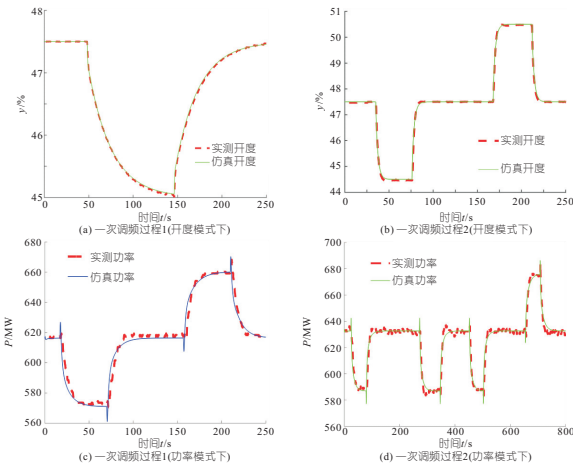 48
47
46
45
y/%
实测开度
仿真开度
0 50 100 150 200 250
时间t/s
(a) 一次调频过程1(开度模式下)
51
50
49
48
47
46
45
44
y/%
实测开度
仿真开度
0 50 100 150 200 250
时间t/s
(b) 一次调频过程2(开度模式下)
680
660
640
620
600
580
560
P/MW
实测功率
仿真功率
0 50 100 150 200 250
时间t/s
(c) 一次调频过程1(功率模式下)
700
680
660
640
620
600
580
560
P/MW
实测功率
仿真功率
0 200 400 600 800
时间t/s
(d) 一次调频过程2(功率模式下)